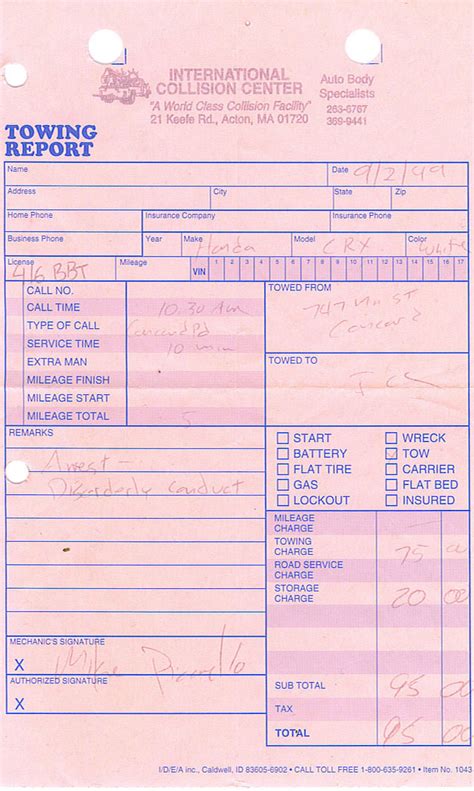 INTERNATIONAL
COLLISION CENTER
"A World Class Collision Facility"
21 Keefe Rd., Acton, MA 01720
Auto Body
Specialists
263-6767
369-9441
TOWING
REPORT
Name
Date 9/2/99
Address City State Zip
Home Phone Insurance Company Insurance Phone
Business Phone Year Make Honda Model CRX Color White
License 416 BBT Mileage VIN 1 2 3 4 5 6 7 8 9 10 11 12 13 14 15 16 17
CALL NO.
CALL TIME 10:30 Am
TYPE OF CALL Concord Pd
SERVICE TIME 10 min
EXTRA MAN
MILEAGE FINISH
MILEAGE START
MILEAGE TOTAL 5
TOWED FROM
747 St
Concord
TOWED TO
REMARKS
Arrest -
Disorderly Conduct
START WRECK
BATTERY TOW
FLAT TIRE CARRIER
GAS FLAT BED
LOCKOUT INSURED
MILEAGE
CHARGE
TOWING
CHARGE 75 00
ROAD SERVICE
CHARGE
STORAGE
CHARGE 20 00
MECHANIC'S SIGNATURE
X Mike
AUTHORIZED SIGNATURE
X
SUB TOTAL 95 00
TAX
TOTAL 95 00
I/D/E/A inc., Caldwell, ID 83605-6902 • CALL TOLL FREE 1-800-635-9261 • Item No. 1043